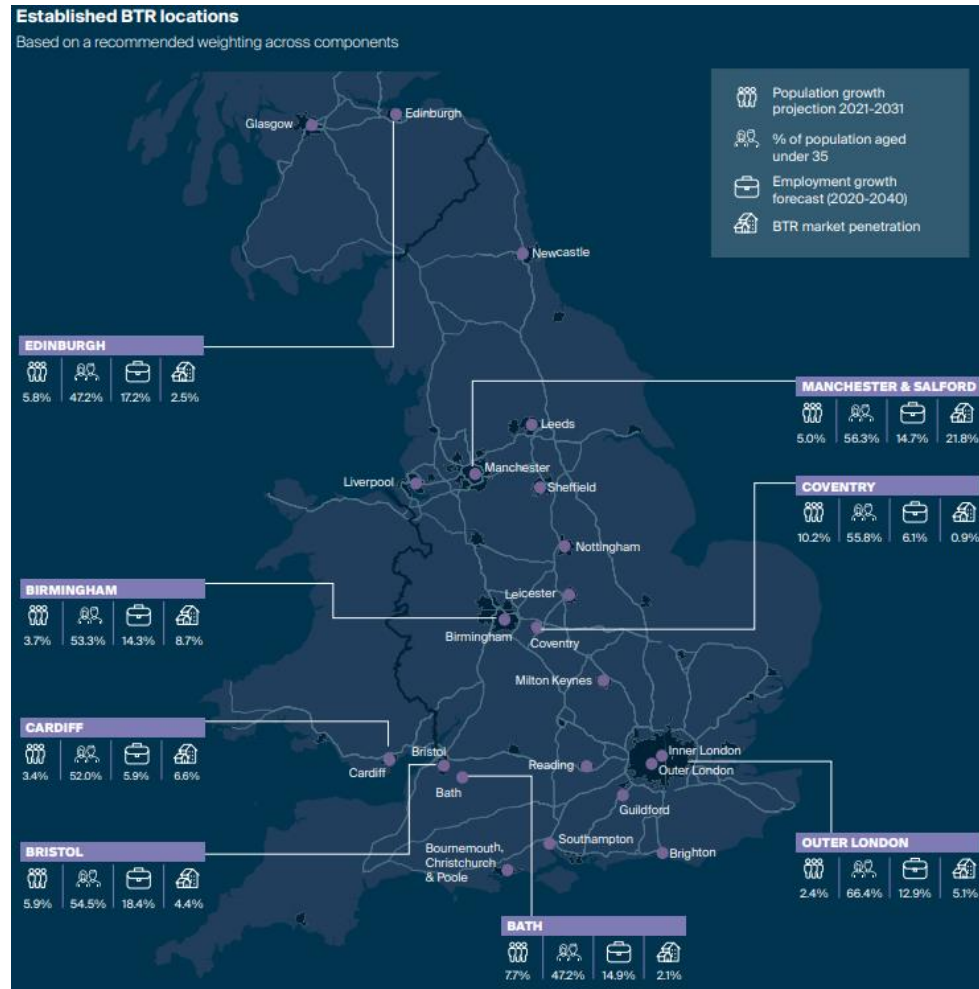 Established BTR locations
Based on a recommended weighting across components
Population growth
projection 2021-2031
% of population aged
under 35
Employment growth
forecast (2020-2040)
BTR market penetration
Glasgow
Edinburgh
Newcastle
EDINBURGH
5.8% 47.2% 17.2% 2.5%
MANCHESTER & SALFORD
5.0% 56.3% 14.7% 21.8%
Leeds
Manchester
Liverpool
Sheffield
COVENTRY
10.2% 55.8% 6.1% 0.9%
Nottingham
BIRMINGHAM
3.7% 53.3% 14.3% 8.7%
Leicester
Birmingham
Coventry
Milton Keynes
CARDIFF
3.4% 52.0% 5.9% 6.6%
Bristol
Cardiff
Bath
Reading
Inner London
Outer London
Guildford
Southampton
Brighton
Bournemouth,
Christchurch
& Poole
BRISTOL
5.9% 54.5% 18.4% 4.4%
OUTER LONDON
2.4% 66.4% 12.9% 5.1%
BATH
7.7% 47.2% 14.9% 2.1%